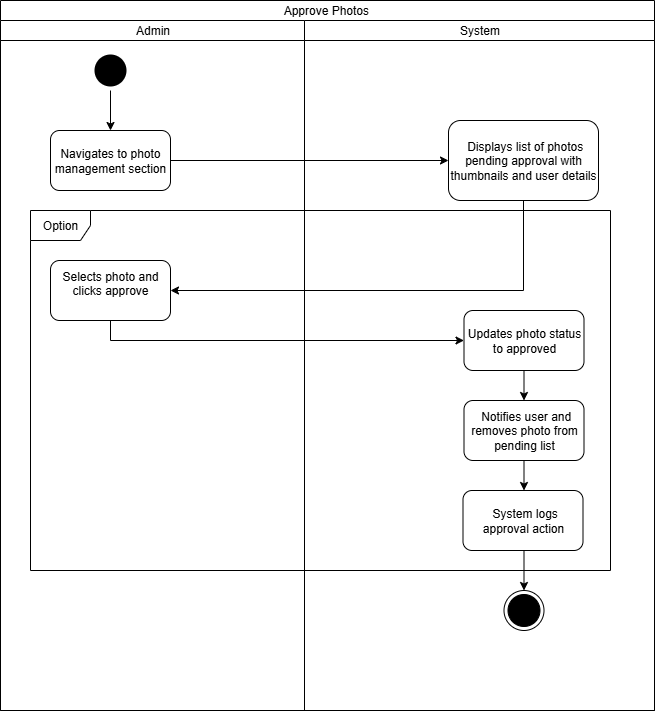 Approve Photos
Admin
System
Navigates to photo
management section
Displays list of photos
pending approval with
thumbnails and user details
Option
Selects photo and
clicks approve
Updates photo status
to approved
Notifies user and
removes photo from
pending list
System logs
approval action